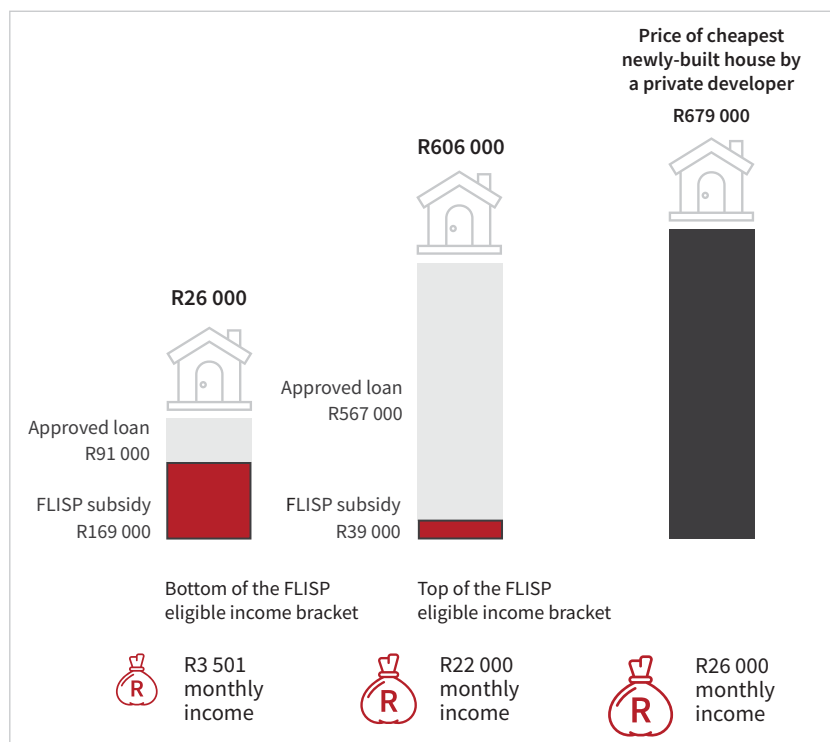 Price of cheapest
newly-built house by
a private developer
R679 000
R606 000
R26 000
Approved loan
R91 000
FLISP subsidy
R169 000
Approved loan
R567 000
FLISP subsidy
R39 000
Bottom of the FLISP
eligible income bracket
Top of the FLISP
eligible income bracket
R
R3 501
monthly
income
R
R22 000
monthly
income
R
R26 000
monthly
income